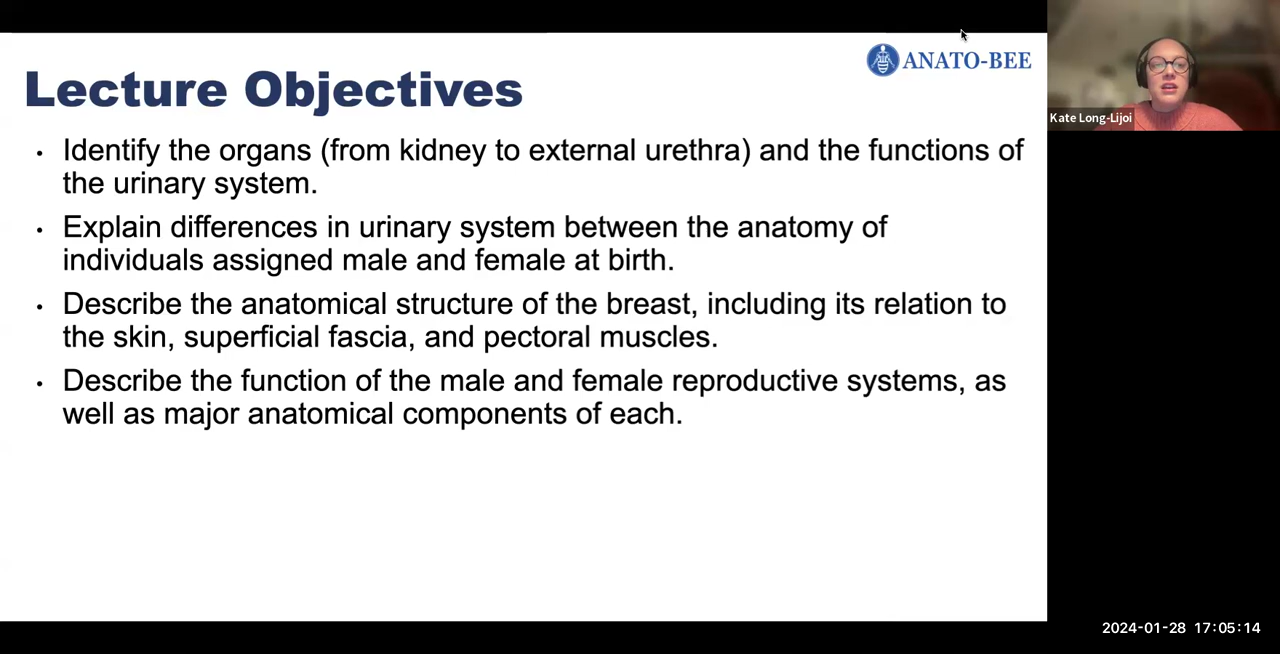 ANATO-BEE
Lecture Objectives
• Identify the organs (from kidney to external urethra) and the functions of
the urinary system.
• Explain differences in urinary system between the anatomy of
individuals assigned male and female at birth.
• Describe the anatomical structure of the breast, including its relation to
the skin, superficial fascia, and pectoral muscles.
• Describe the function of the male and female reproductive systems, as
well as major anatomical components of each.
Kate Long-Lijoi
2024-01-28 17:05:14